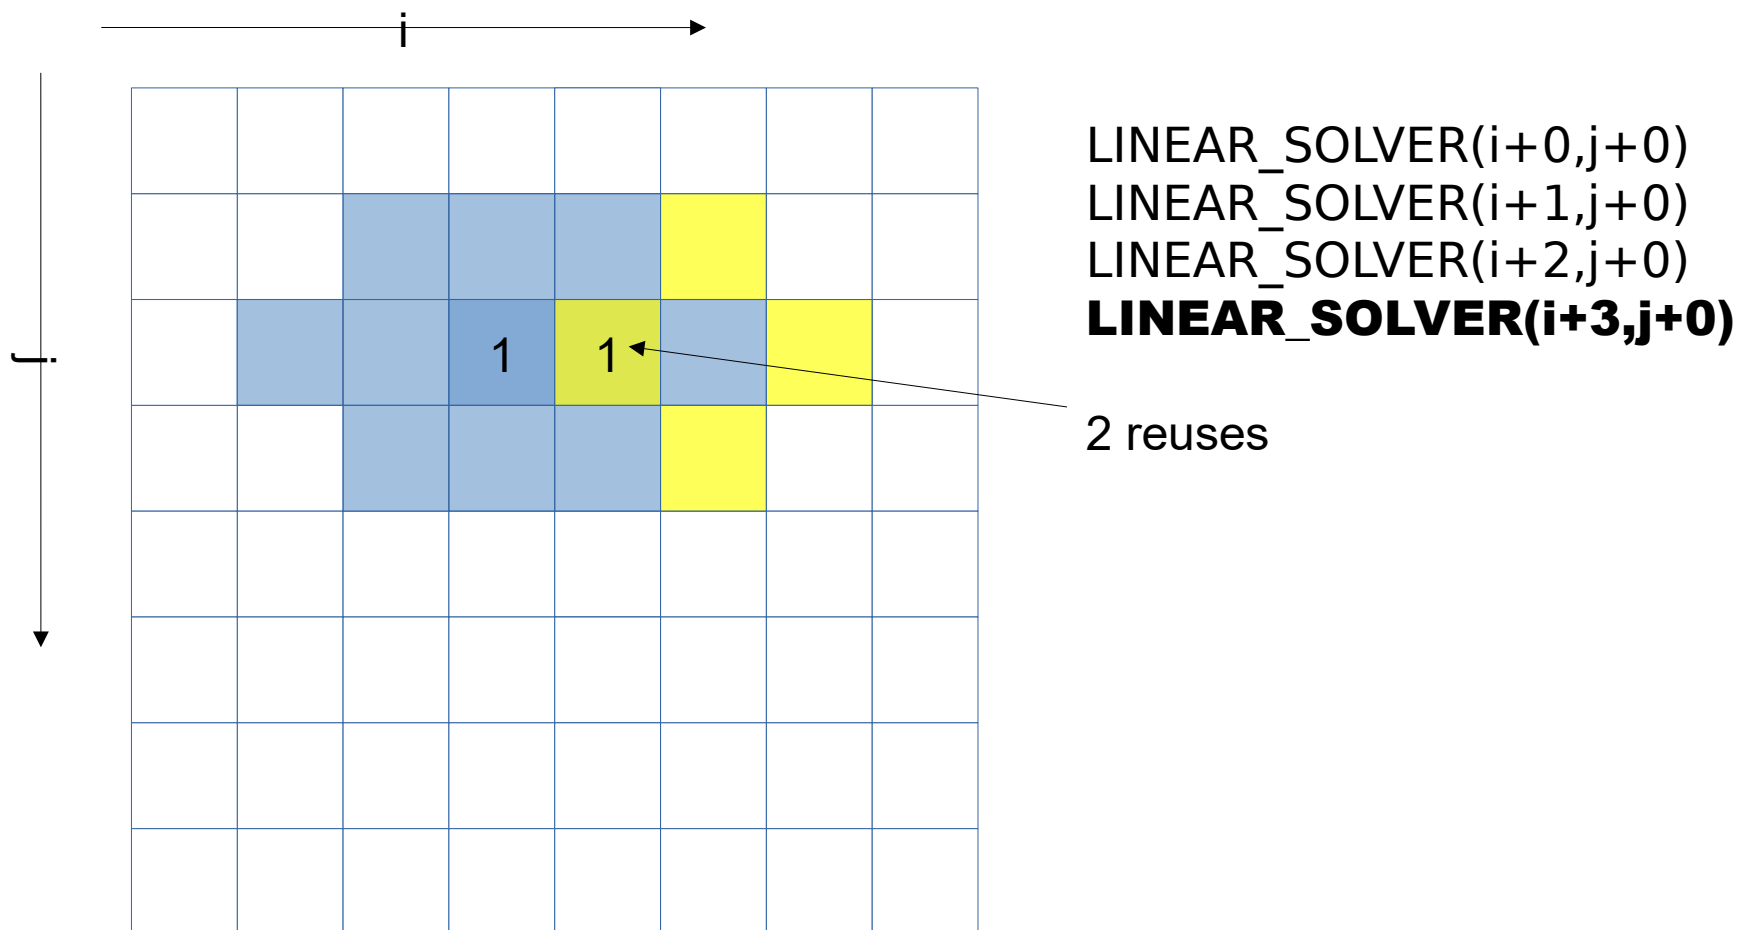 i
j
1 1
LINEAR_SOLVER(i+0,j+0)
LINEAR_SOLVER(i+1,j+0)
LINEAR_SOLVER(i+2,j+0)
LINEAR_SOLVER(i+3,j+0)
2 reuses